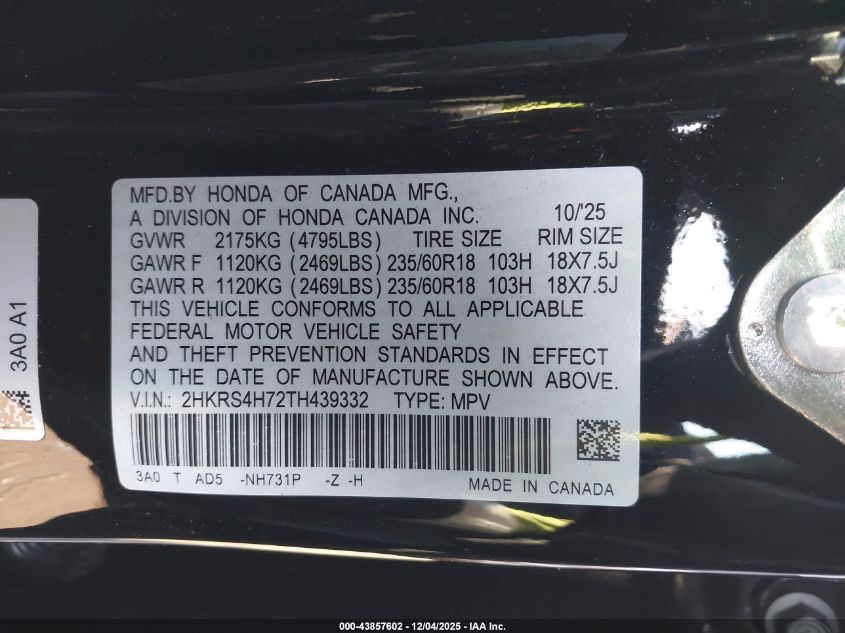 MFD.BY HONDA OF CANADA MFG.,
A DIVISION OF HONDA CANADA INC. 10/'25
GVWR 2175KG (4795LBS) TIRE SIZE RIM SIZE
GAWR F 1120KG (2469LBS) 235/60R18 103H 18X7.5J
GAWR R 1120KG (2469LBS) 235/60R18 103H 18X7.5J
THIS VEHICLE CONFORMS TO ALL APPLICABLE
FEDERAL MOTOR VEHICLE SAFETY
AND THEFT PREVENTION STANDARDS IN EFFECT
ON THE DATE OF MANUFACTURE SHOWN ABOVE.
V.I.N.: 2HKRS4H72TH439332 TYPE: MPV
3A0 T AD5 -NH731P -Z -H
MADE IN CANADA
3A0 A1
000-43857602 - 12/04/2025 - IAA Inc.